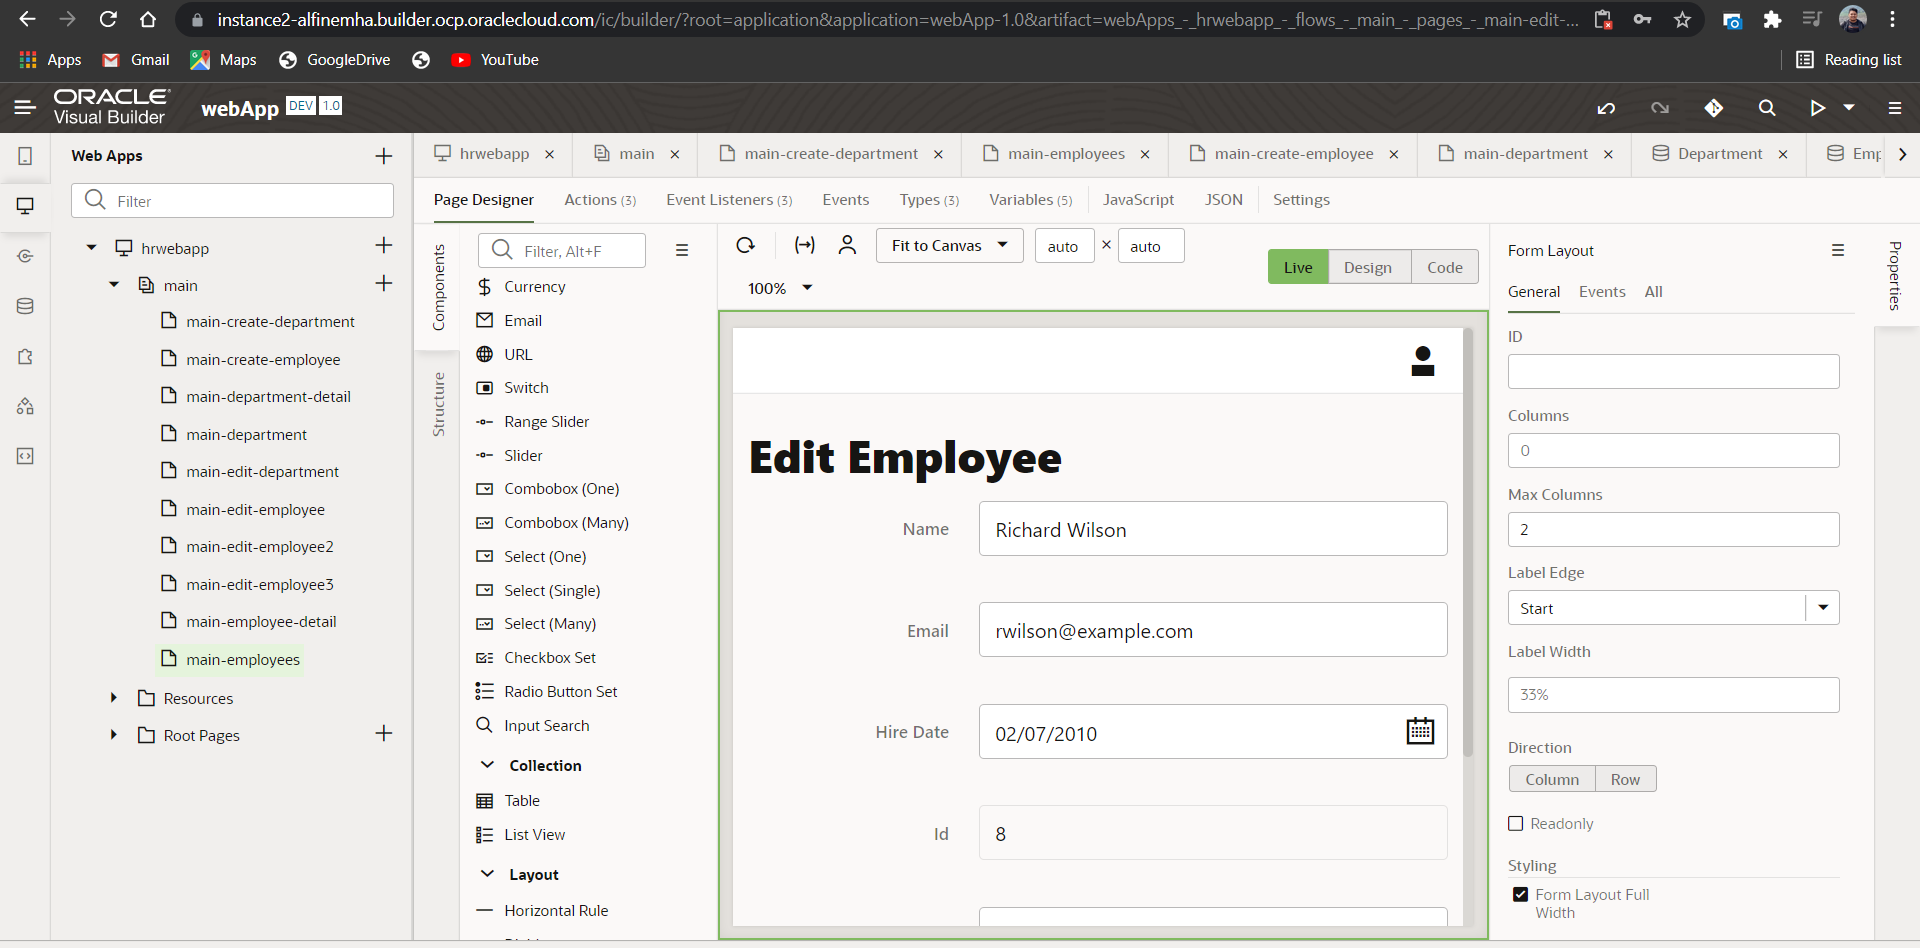 instance2-alfinemha.builder.ocp.oraclecloud.com/ic/builder/?root=application&application=webApp-1.0&artifact=webApps_-_hrwebapp_-_flows_-_main_-_pages_-_main-edit-...
Apps Gmail Maps GoogleDrive YouTube Reading list
ORACLE
Visual Builder
webApp DEV 1.0
Web Apps
Filter
hrwebapp
main
main-create-department
main-create-employee
main-department-detail
main-department
main-edit-department
main-edit-employee
main-edit-employee2
main-edit-employee3
main-employee-detail
main-employees
Resources
Root Pages
hrwebapp × main × main-create-department × main-employees × main-create-employee × main-department × Department × Emp
Page Designer Actions (3) Event Listeners (3) Events Types (3) Variables (5) JavaScript JSON Settings
Components
Structure
Filter, Alt+F
Currency
Email
URL
Switch
Range Slider
Slider
Combobox (One)
Combobox (Many)
Select (One)
Select (Single)
Select (Many)
Checkbox Set
Radio Button Set
Input Search
Collection
Table
List View
Layout
Horizontal Rule
Fit to Canvas auto × auto
100%
Live Design Code
Edit Employee
Name Richard Wilson
Email rwilson@example.com
Hire Date 02/07/2010
Id 8
Form Layout
General Events All
ID
Columns
0
Max Columns
2
Label Edge
Start
Label Width
33%
Direction
Column Row
Readonly
Styling
Form Layout Full
Width
Properties